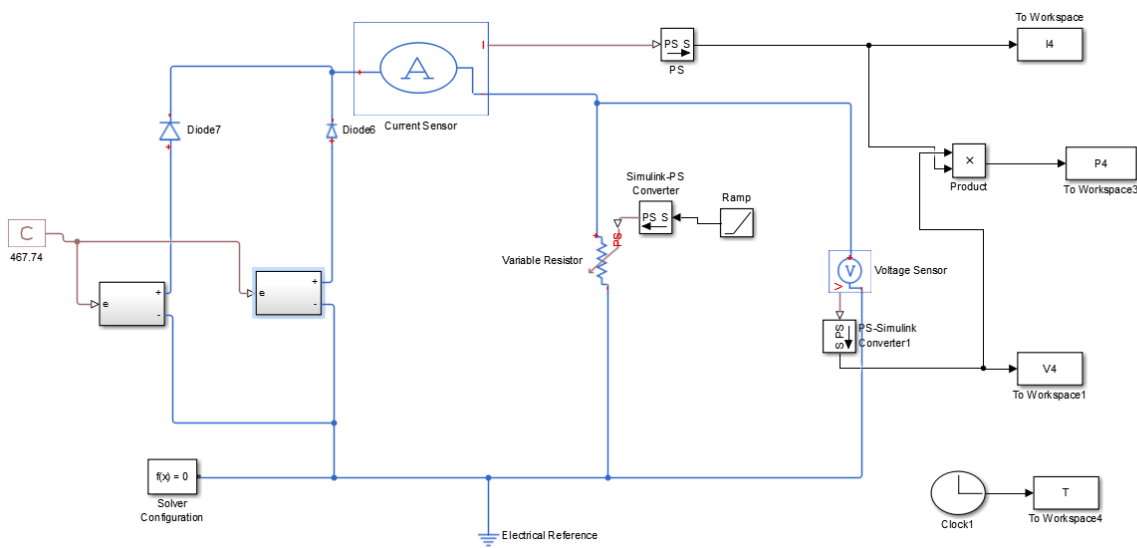 To Workspace
I4
PS S
PS
I
A
+
Current Sensor
Diode7
Diode6
+
+
×
Product
P4
To Workspace3
Simulink-PS
Converter
PS S
Ramp
PS
+
Variable Resistor
C
467.74
e
+
-
e
+
-
+
V
V
Voltage Sensor
S PS
PS-Simulink
Converter1
V4
To Workspace1
f(x) = 0
Solver
Configuration
Electrical Reference
Clock1
T
To Workspace4